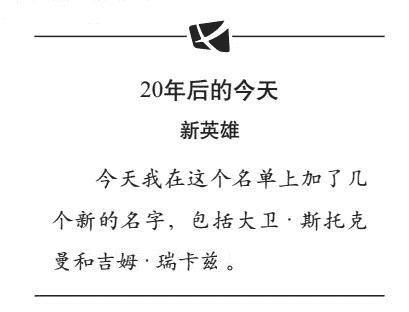 20年后的今天
新英雄
今天我在这个名单上加了几
个新的名字，包括大卫·斯托克
曼和吉姆·瑞卡兹。